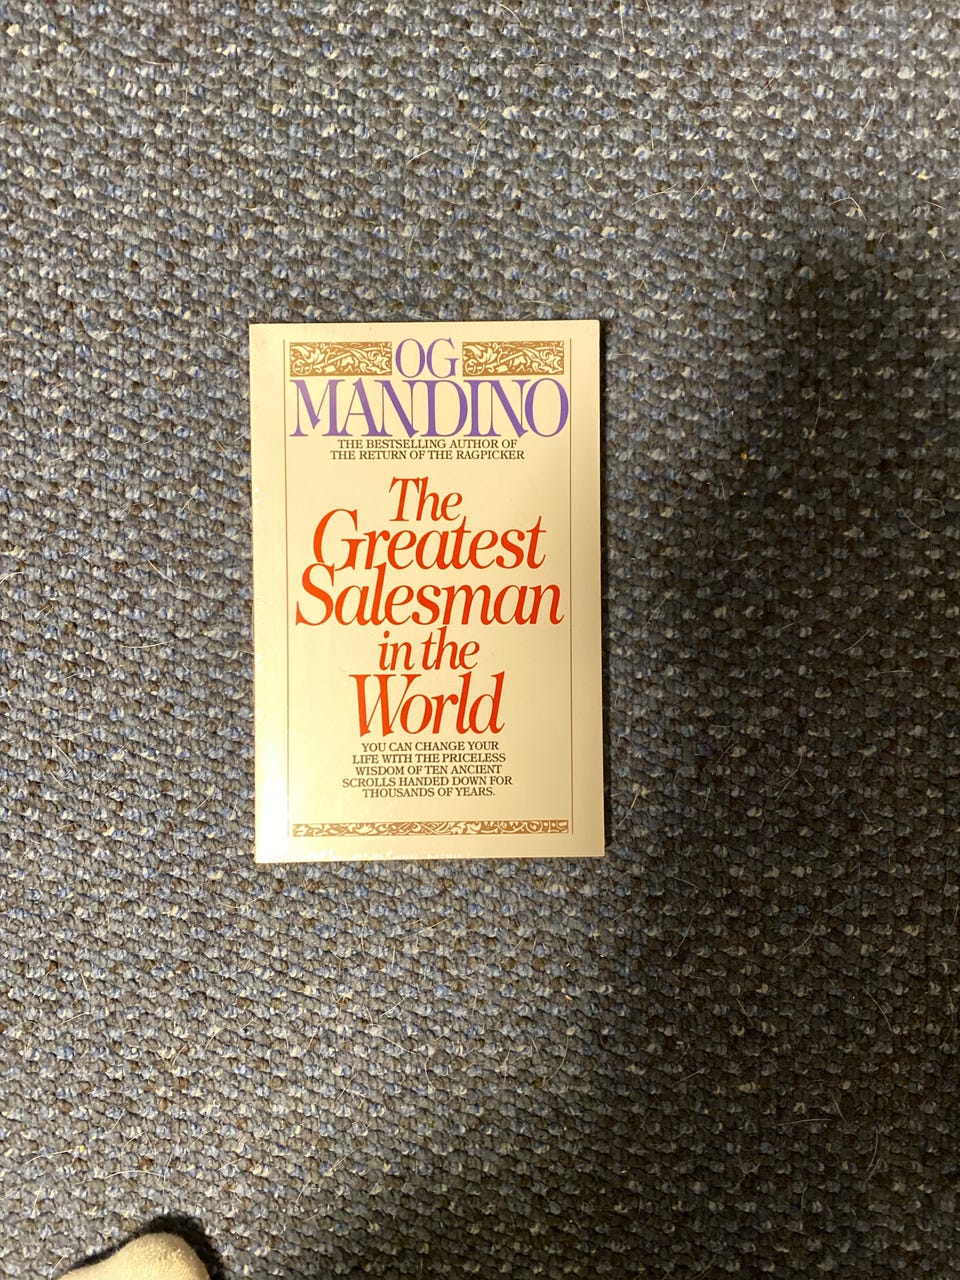 OG
MANDINO
THE BESTSELLING AUTHOR OF
THE RETURN OF THE RAGPICKER
The
Greatest
Salesman
in the
World
YOU CAN CHANGE YOUR
LIFE WITH THE PRICELESS
WISDOM OF TEN ANCIENT
SCROLLS HANDED DOWN FOR
THOUSANDS OF YEARS.